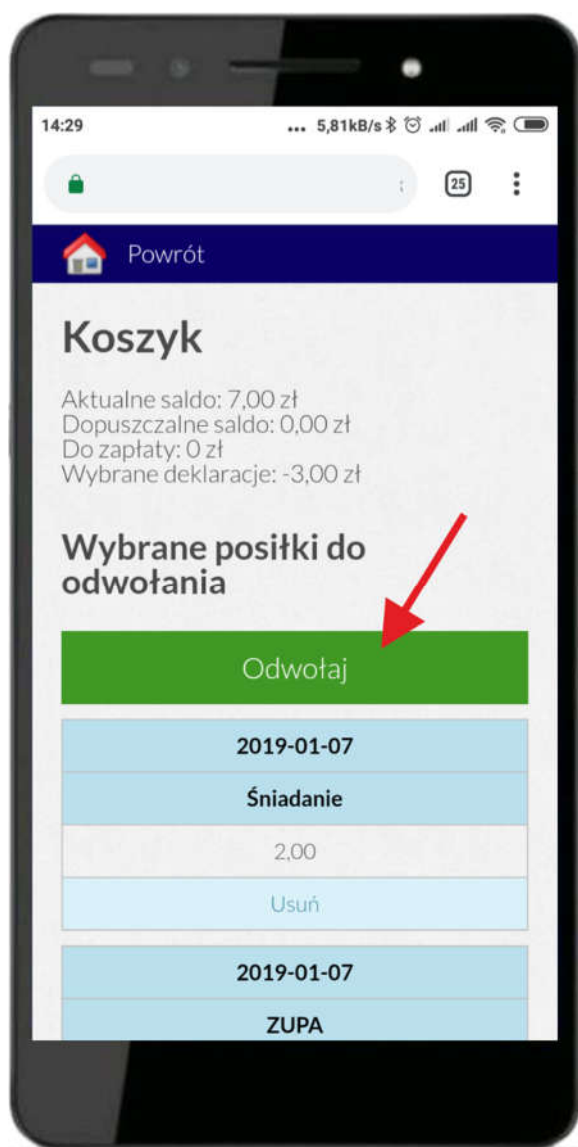 14:29 ... 5,81kB/s
25
Powrót
Koszyk
Aktualne saldo: 7,00 zł
Dopuszczalne saldo: 0,00 zł
Do zapłaty: 0 zł
Wybrane deklaracje: -3,00 zł
Wybrane posiłki do
odwołania
Odwołaj
2019-01-07
Śniadanie
2,00
Usuń
2019-01-07
ZUPA